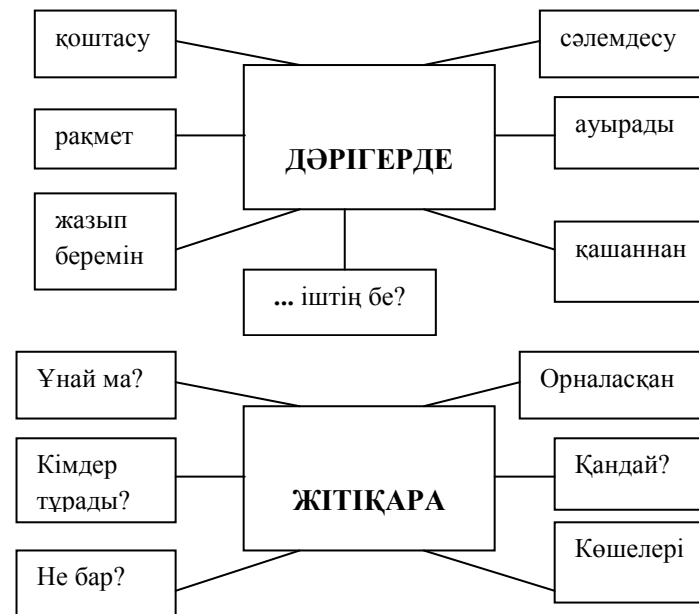 қоштасу
сәлемдесу
рақмет
ДӘРІГЕРДЕ
ауырады
жазып
беремін
қашаннан
... іштің бе?
Ұнай ма?
Орналасқан
Кімдер
тұрады?
ЖІТІҚАРА
Қандай?
Не бар?
Көшелері